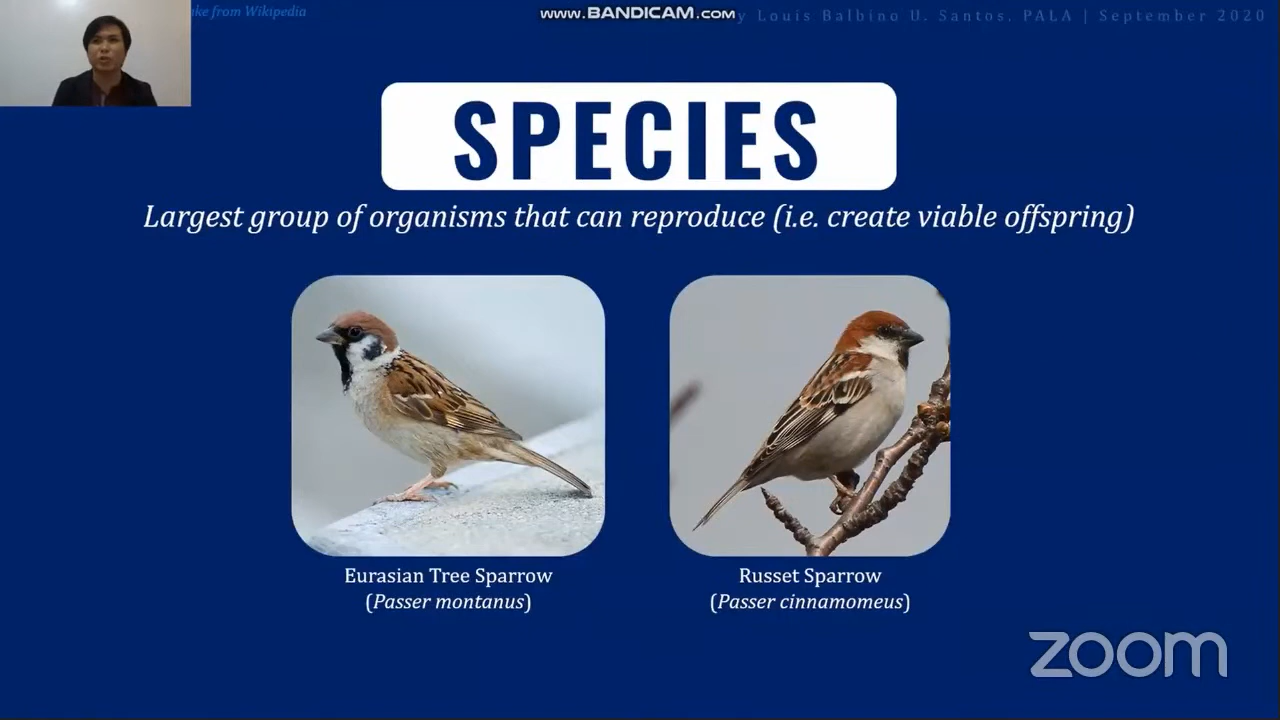 ke from Wikipedia
www.BANDICAM.com
y Louis Balbino U. Santos, PALA | September 2020
SPECIES
Largest group of organisms that can reproduce (i.e. create viable offspring)
Eurasian Tree Sparrow
(Passer montanus)
Russet Sparrow
(Passer cinnamomeus)
zoom